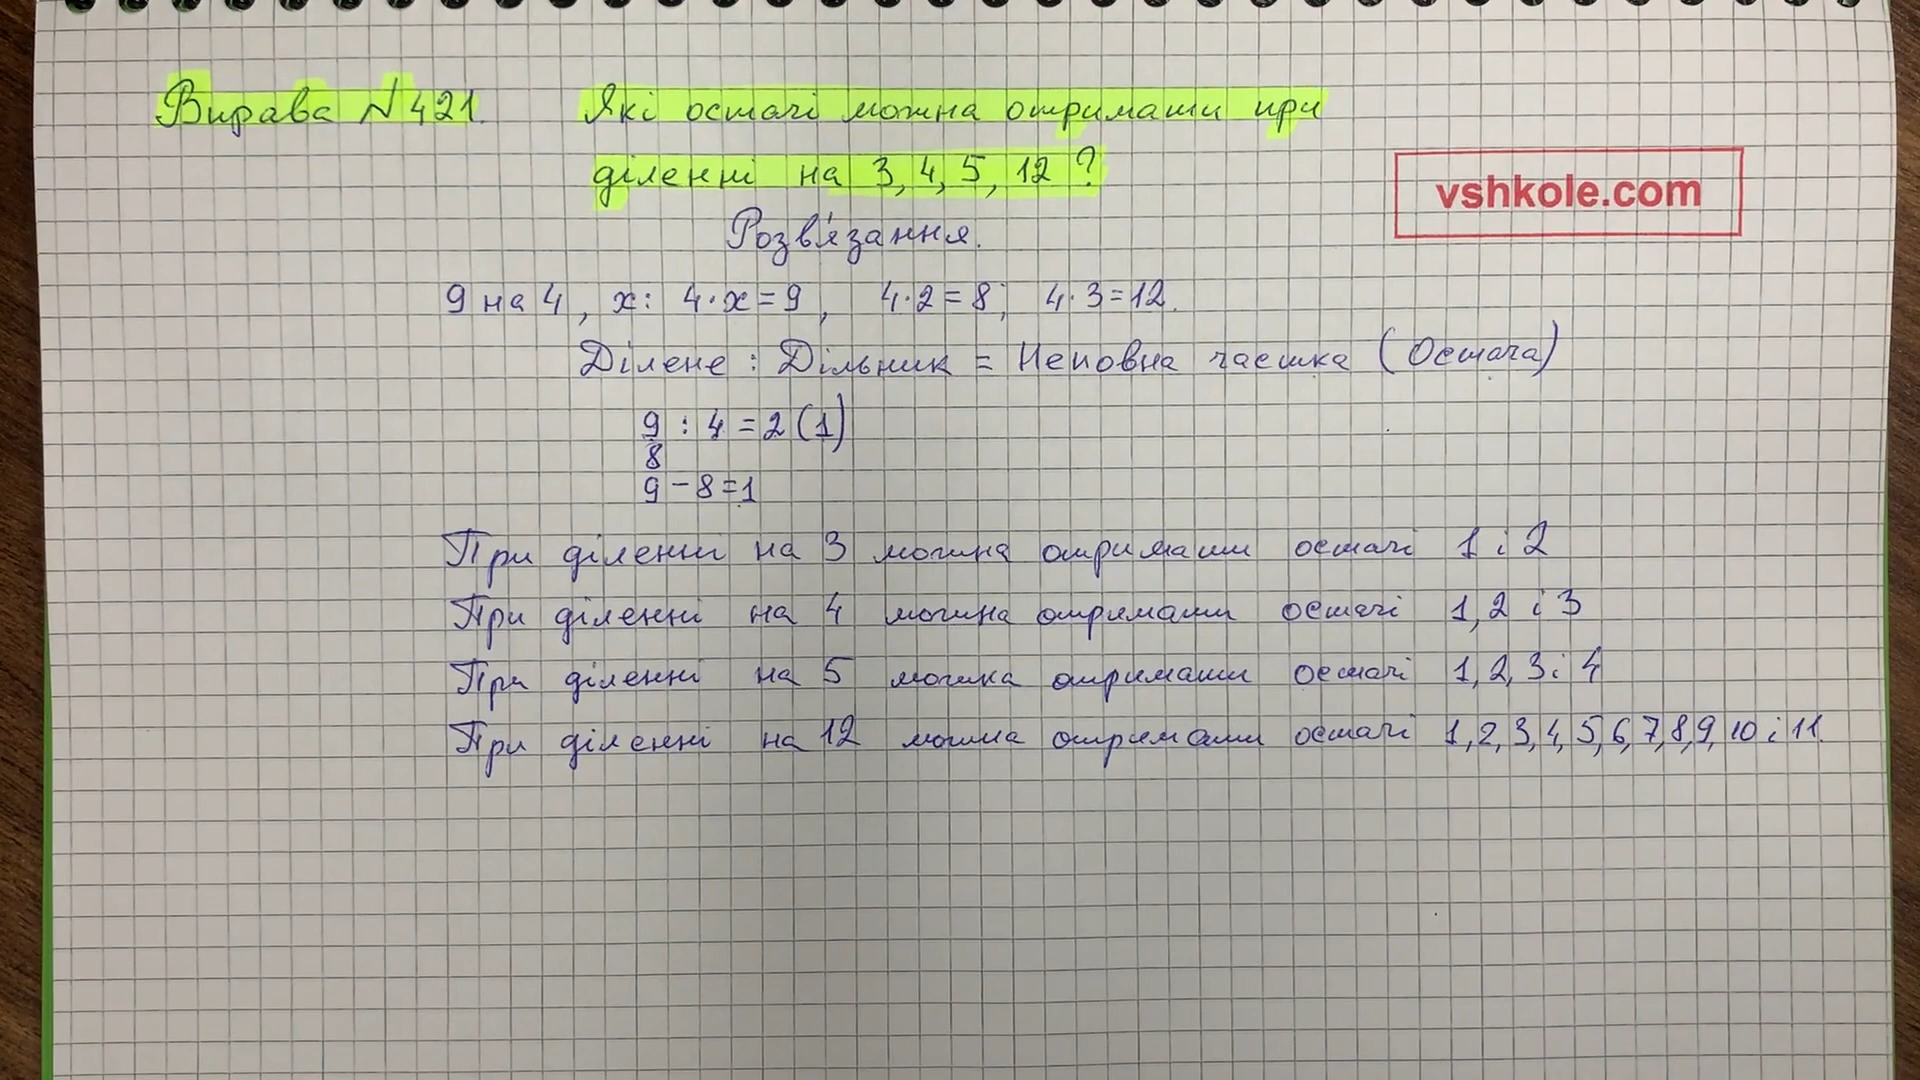 Вправа №421. Які остачі можна отримати при
діленні на 3, 4, 5, 12 ?
vshkole.com
Розв'язання.
9 на 4, x: 4·x=9, 4·2=8; 4·3=12.
Ділене : Дільник = Неповна частка (Остача)
9 : 4 = 2 (1)
8
9-8=1
При діленні на 3 можна отримати остачі 1 і 2
При діленні на 4 можна отримати остачі 1, 2 і 3
При діленні на 5 можна отримати остачі 1, 2, 3 і 4
При діленні на 12 можна отримати остачі 1, 2, 3, 4, 5, 6, 7, 8, 9, 10 і 11.